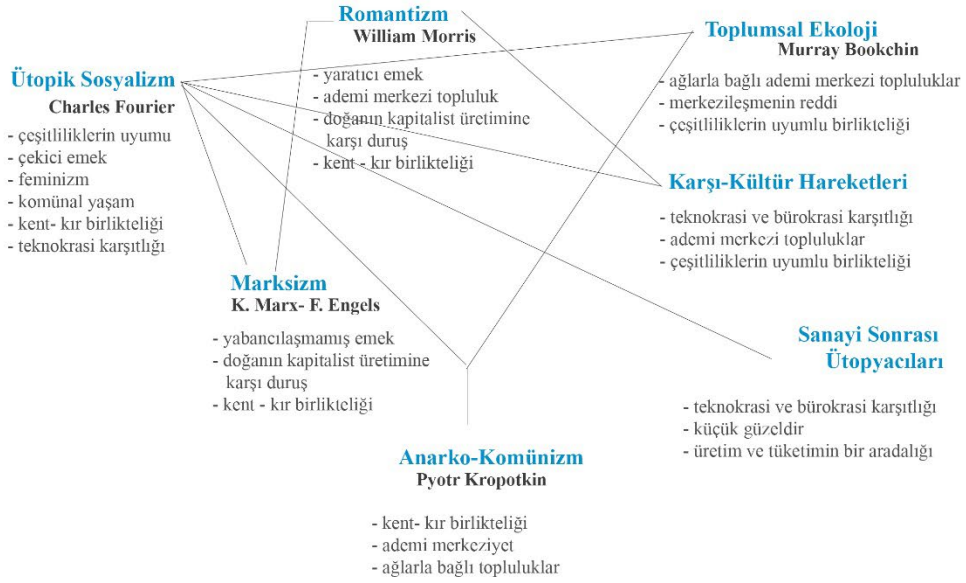 Romantizm
William Morris
- yaratıcı emek
- ademi merkezi topluluk
- doğanın kapitalist üretimine
karşı duruş
- kent - kır birlikteliği
Toplumsal Ekoloji
Murray Bookchin
- ağlarla bağlı ademi merkezi topluluklar
- merkezileşmenin reddi
- çeşitliliklerin uyumlu birlikteliği
Ütopik Sosyalizm
Charles Fourier
- çeşitliliklerin uyumu
- çekici emek
- feminizm
- komünal yaşam
- kent- kır birlikteliği
- teknokrasi karşıtlığı
Karşı-Kültür Hareketleri
- teknokrasi ve bürokrasi karşıtlığı
- ademi merkezi topluluklar
- çeşitliliklerin uyumlu birlikteliği
Marksizm
K. Marx- F. Engels
- yabancılaşmamış emek
- doğanın kapitalist üretimine
karşı duruş
- kent - kır birlikteliği
Sanayi Sonrası
Ütopyacıları
- teknokrasi ve bürokrasi karşıtlığı
- küçük güzeldir
- üretim ve tüketimin bir aradalığı
Anarko-Komünizm
Pyotr Kropotkin
- kent- kır birlikteliği
- ademi merkeziyet
- ağlarla bağlı topluluklar